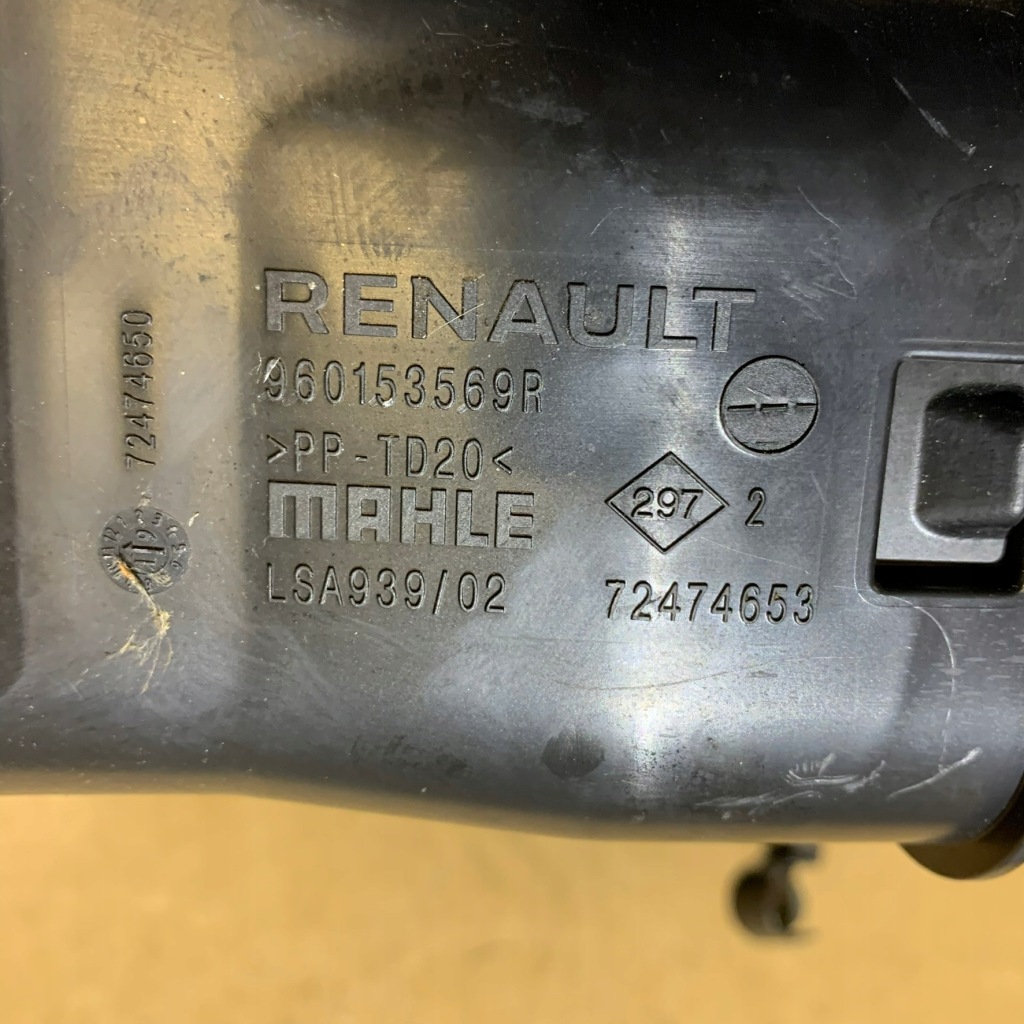 RENAULT
960153569R
>PP-TD20<
MAHLE
297 2
LSA939/02
72474653
72474650